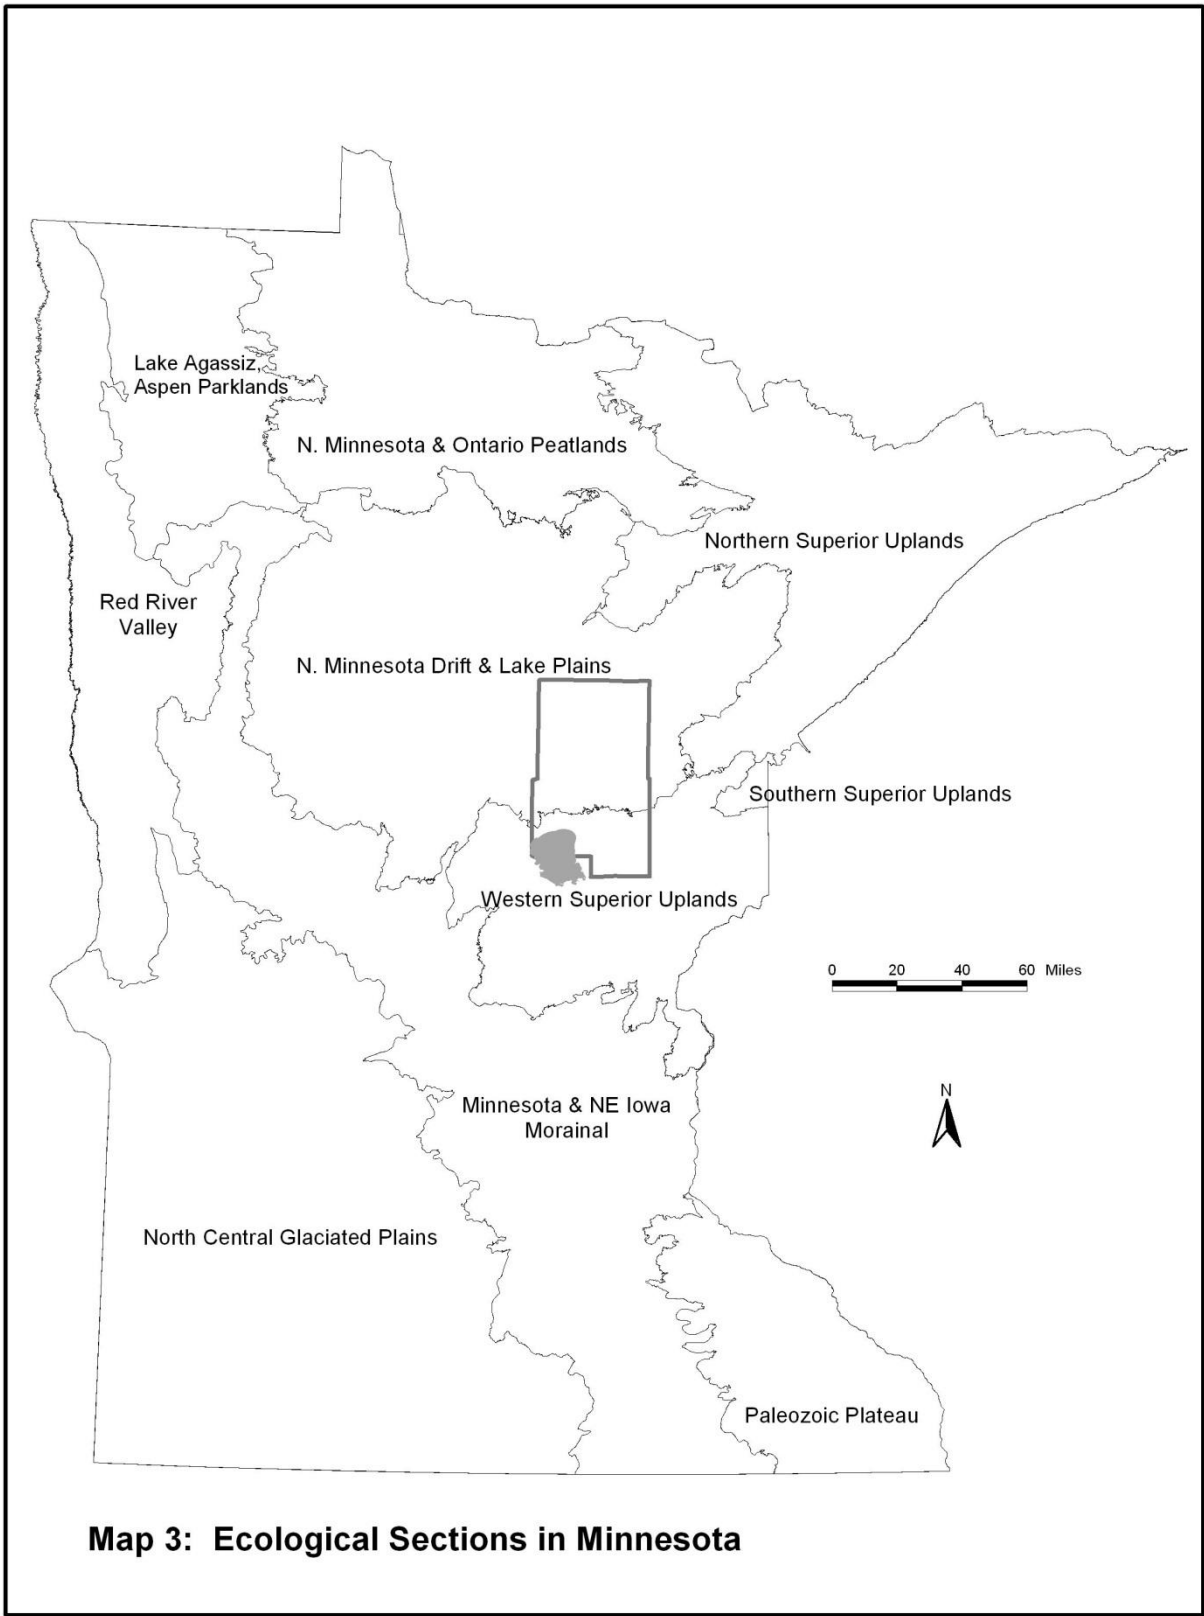 Lake Agassiz,
Aspen Parklands
N. Minnesota & Ontario Peatlands
Northern Superior Uplands
Red River
Valley
N. Minnesota Drift & Lake Plains
Southern Superior Uplands
Western Superior Uplands
0 20 40 60 Miles
N
Minnesota & NE Iowa
Morainal
North Central Glaciated Plains
Paleozoic Plateau
Map 3: Ecological Sections in Minnesota